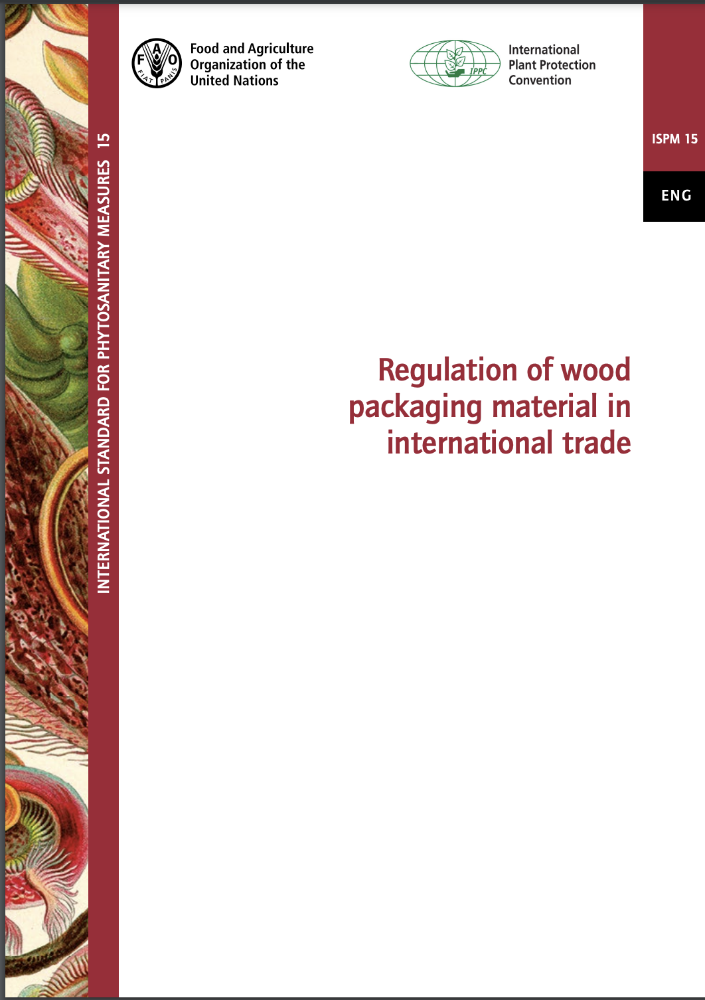 F A O
FIAT PANIS
Food and Agriculture
Organization of the
United Nations
IPPC
International
Plant Protection
Convention
ISPM 15
ENG
INTERNATIONAL STANDARD FOR PHYTOSANITARY MEASURES 15
Regulation of wood
packaging material in
international trade